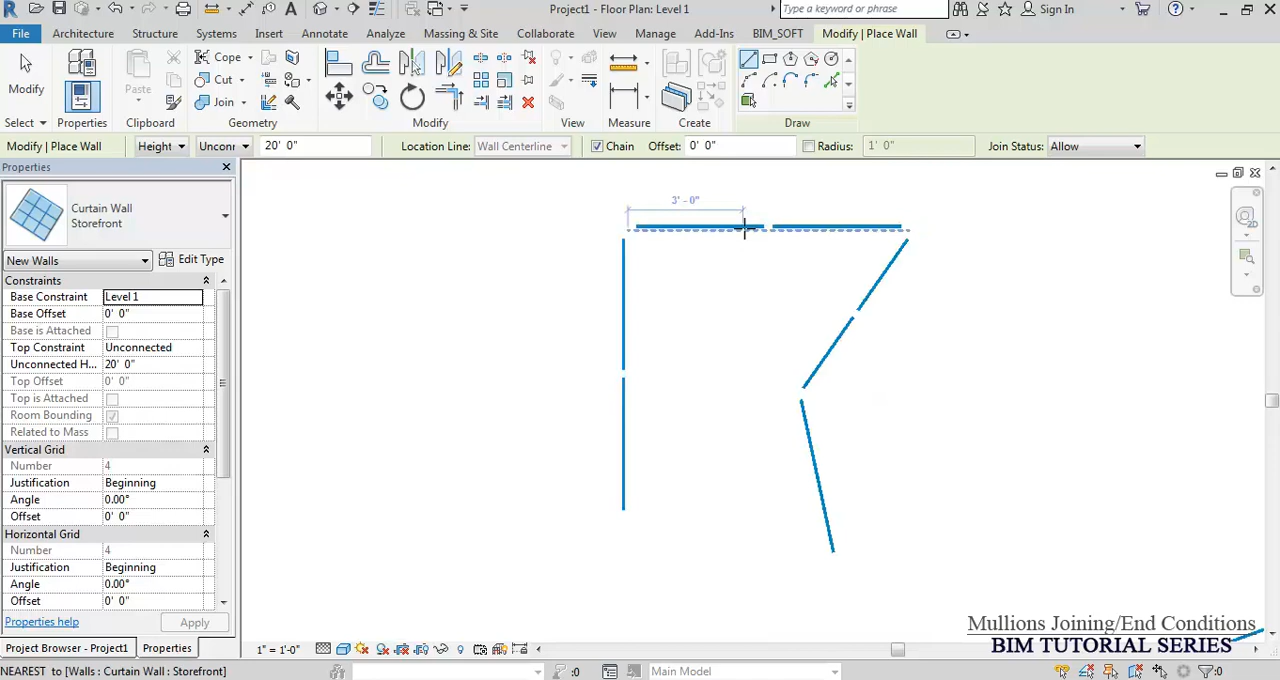 Project1 - Floor Plan: Level 1
Type a keyword or phrase
Sign In
File Architecture Structure Systems Insert Annotate Analyze Massing & Site Collaborate View Manage Add-Ins BIM_SOFT Modify | Place Wall
Modify
Paste
Cope
Cut
Join
Select Properties Clipboard Geometry Modify View Measure Create Draw
Modify | Place Wall Height Unconr 20' 0" Location Line: Wall Centerline Chain Offset: 0' 0" Radius: 1' 0" Join Status: Allow
Properties
Curtain Wall
Storefront
New Walls Edit Type
Constraints
Base Constraint Level 1
Base Offset 0' 0"
Base is Attached
Top Constraint Unconnected
Unconnected H... 20' 0"
Top Offset 0' 0"
Top is Attached
Room Bounding
Related to Mass
Vertical Grid
Number 4
Justification Beginning
Angle 0.00°
Offset 0' 0"
Horizontal Grid
Number 4
Justification Beginning
Angle 0.00°
Offset 0' 0"
Properties help Apply
Project Browser - Project1 Properties
3' - 0"
2D
Mullions Joining/End Conditions
BIM TUTORIAL SERIES
1" = 1'-0"
NEAREST to [Walls : Curtain Wall : Storefront] :0 Main Model :0